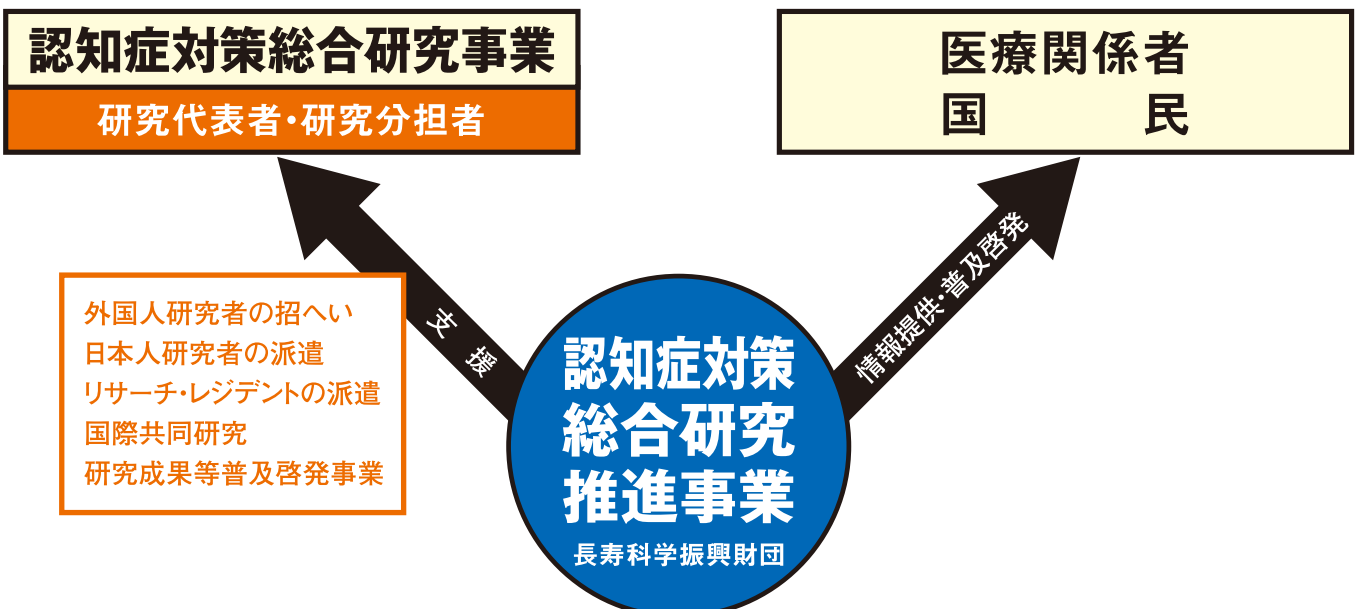 認知症対策総合研究事業
研究代表者・研究分担者
医療関係者
国　　　民
外国人研究者の招へい
日本人研究者の派遣
リサーチ・レジデントの派遣
国際共同研究
研究成果等普及啓発事業
支　援
情報提供・普及啓発
認知症対策
総合研究
推進事業
長寿科学振興財団